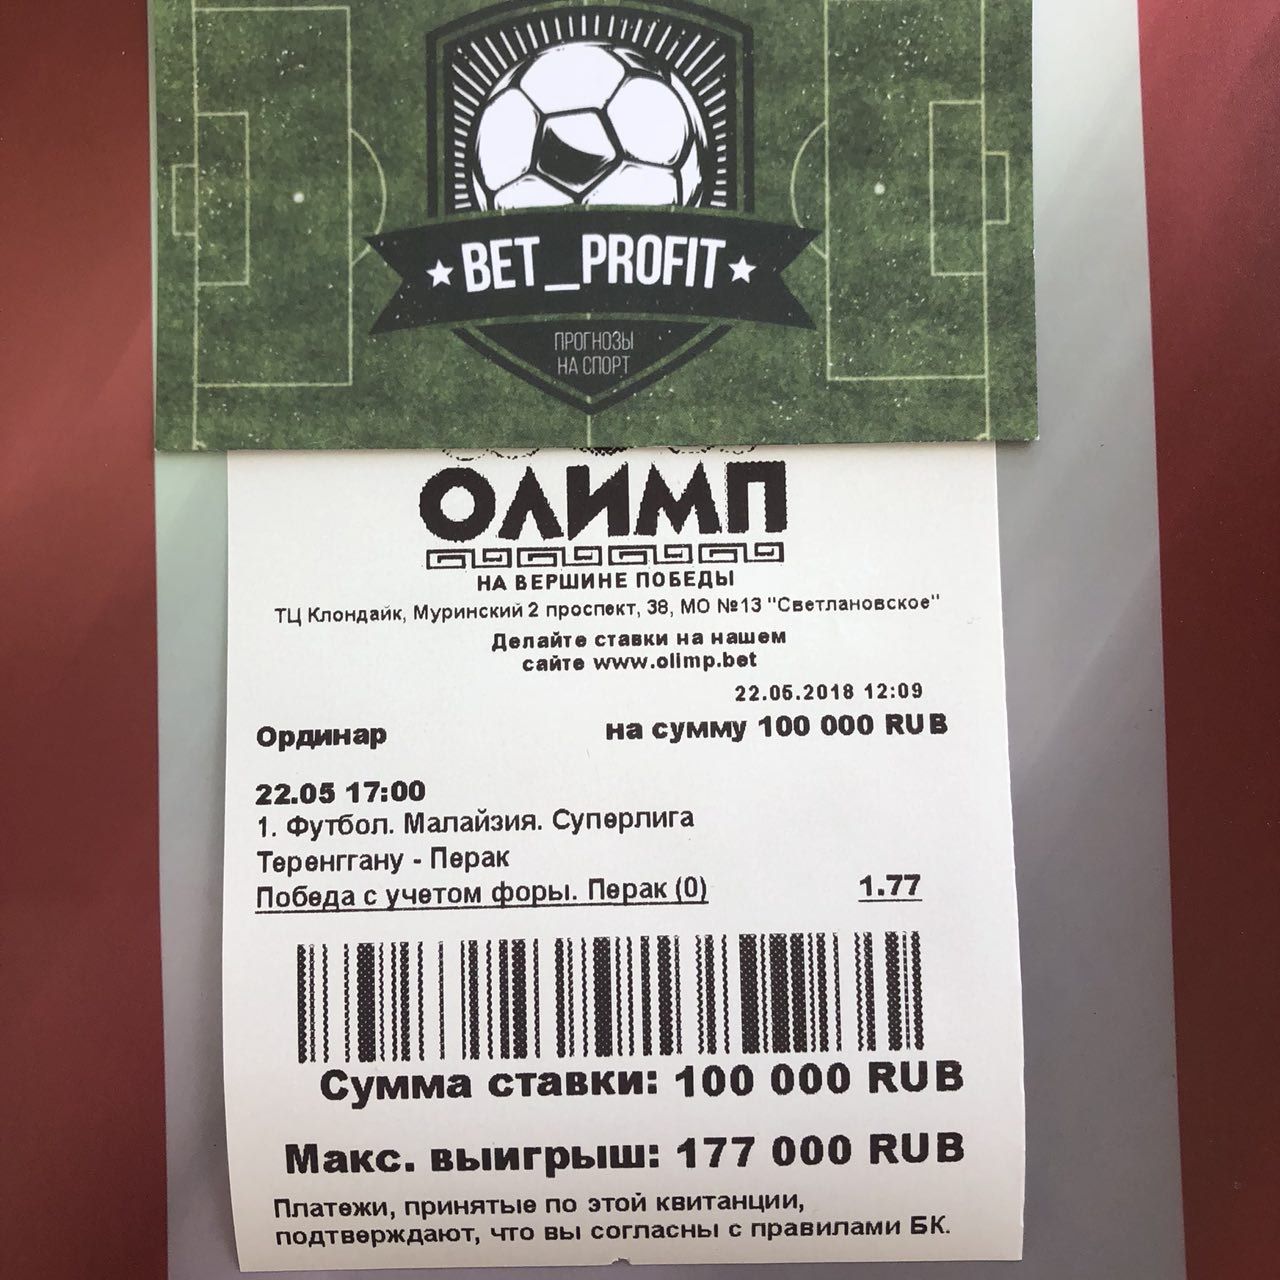 BET_PROFIT
ПРОГНОЗЫ
НА СПОРТ
ОЛИМП
НА ВЕРШИНЕ ПОБЕДЫ
ТЦ Клондайк, Муринский 2 проспект, 38, МО №13 "Светлановское"
Делайте ставки на нашем
сайте www.olimp.bet
22.05.2018 12:09
Ординар на сумму 100 000 RUB
22.05 17:00
1. Футбол. Малайзия. Суперлига
Теренггану - Перак
Победа с учетом форы. Перак (0) 1.77
Сумма ставки: 100 000 RUB
Макс. выигрыш: 177 000 RUB
Платежи, принятые по этой квитанции,
подтверждают, что вы согласны с правилами БК.